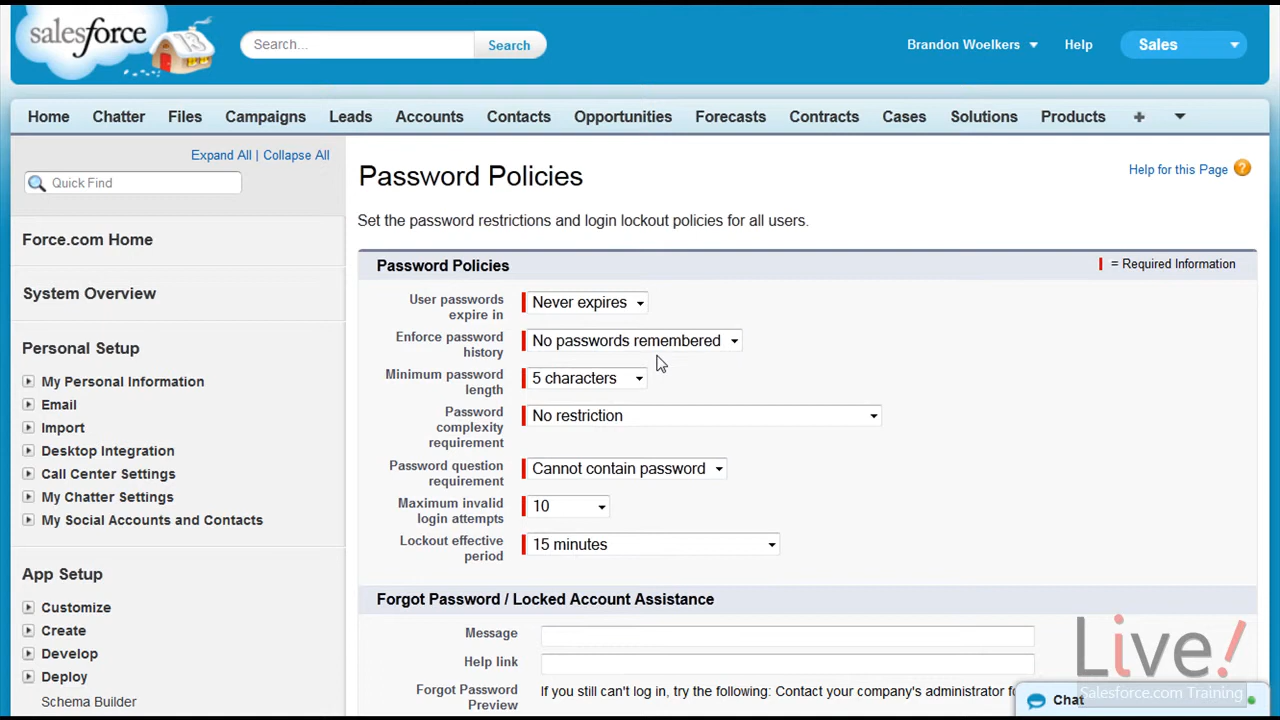 salesforce
Search...
Search
Brandon Woelkers
Help
Sales
Home
Chatter
Files
Campaigns
Leads
Accounts
Contacts
Opportunities
Forecasts
Contracts
Cases
Solutions
Products
+
Expand All | Collapse All
Quick Find
Force.com Home
System Overview
Personal Setup
My Personal Information
Email
Import
Desktop Integration
Call Center Settings
My Chatter Settings
My Social Accounts and Contacts
App Setup
Customize
Create
Develop
Deploy
Schema Builder
Password Policies
Help for this Page
Set the password restrictions and login lockout policies for all users.
Password Policies
= Required Information
User passwords
expire in
Never expires
Enforce password
history
No passwords remembered
Minimum password
length
5 characters
Password
complexity
requirement
No restriction
Password question
requirement
Cannot contain password
Maximum invalid
login attempts
10
Lockout effective
period
15 minutes
Forgot Password / Locked Account Assistance
Message
Help link
Forgot Password
Preview
If you still can't log in, try the following: Contact your company's administrator fo
Live!
Salesforce.com Training
Chat